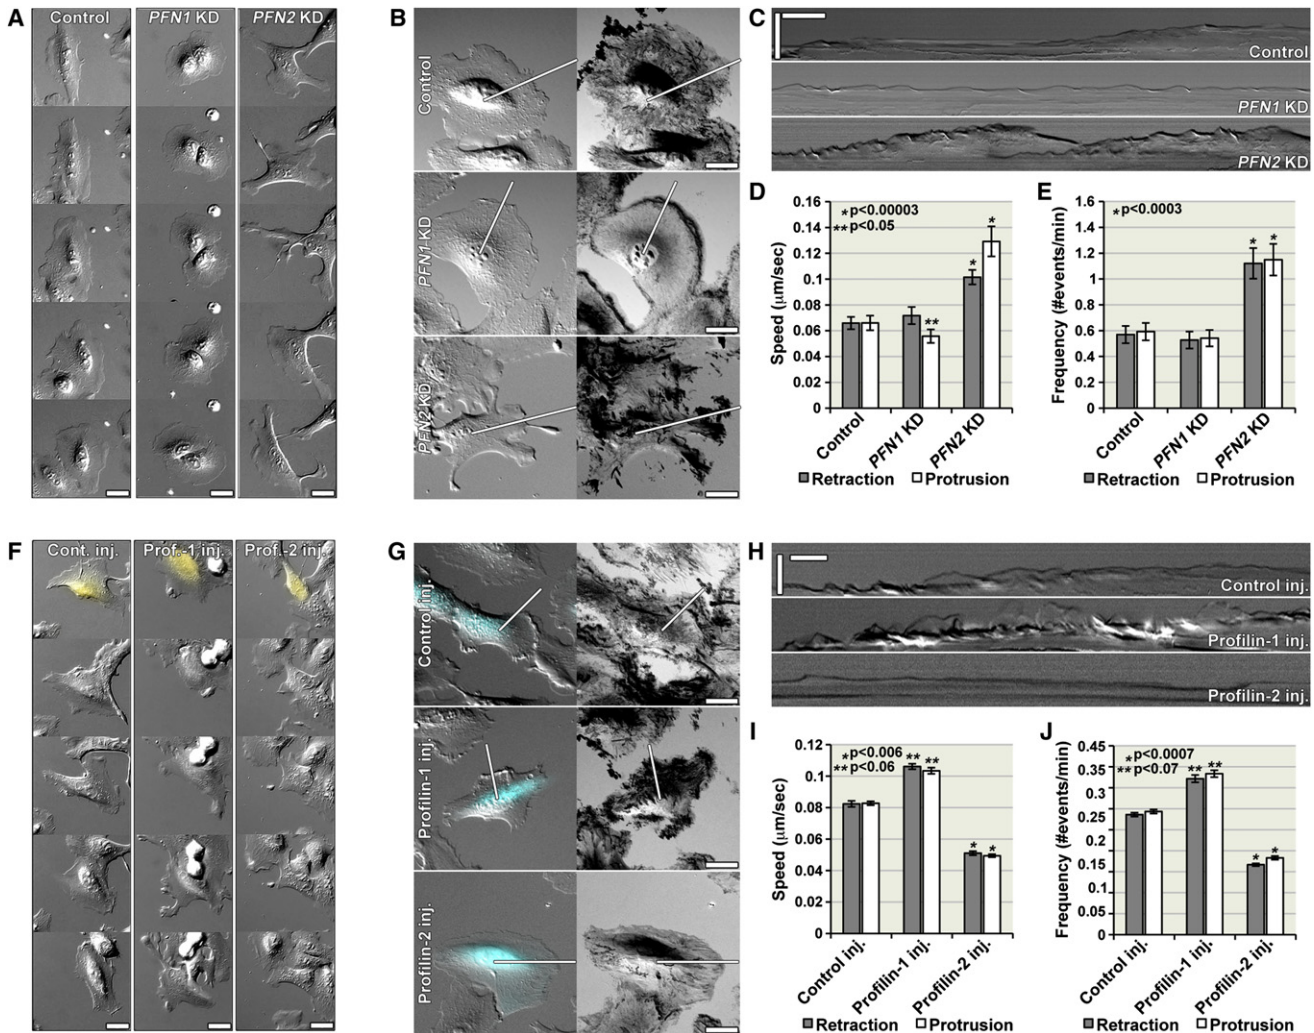 A
Control
PFN1 KD
PFN2 KD
B
Control
PFN1 KD
PFN2 KD
C
Control
PFN1 KD
PFN2 KD
D
Speed (μm/sec)
0.16
0.14
0.12
0.1
0.08
0.06
0.04
0.02
0
*p<0.00003
**p<0.05
*
*
**
Control
PFN1 KD
PFN2 KD
Retraction
Protrusion
E
Frequency (#events/min)
1.6
1.4
1.2
1
0.8
0.6
0.4
0.2
0
*p<0.0003
* *
Control
PFN1 KD
PFN2 KD
Retraction
Protrusion
F
Cont. inj.
Prof.-1 inj.
Prof.-2 inj.
G
Control inj.
Profilin-1 inj.
Profilin-2 inj.
H
Control inj.
Profilin-1 inj.
Profilin-2 inj.
I
Speed (μm/sec)
0.12
0.1
0.08
0.06
0.04
0.02
0
*p<0.006
**p<0.06
** **
* *
Control inj.
Profilin-1 inj.
Profilin-2 inj.
Retraction
Protrusion
J
Frequency (#events/min)
0.45
0.35
0.3
0.25
0.15
0.1
0.05
0
*p<0.0007
**p<0.07
** **
* *
Control inj.
Profilin-1 inj.
Profilin-2 inj.
Retraction
Protrusion